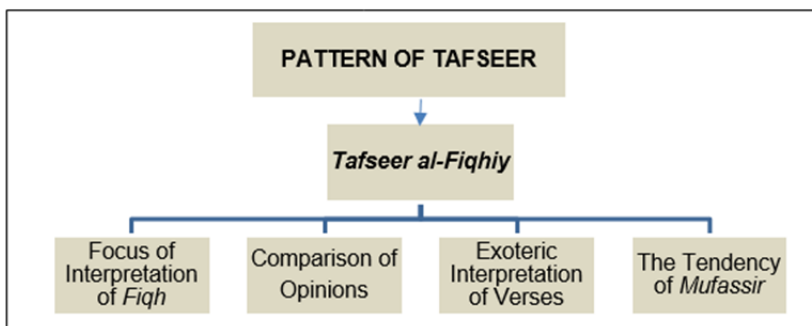 PATTERN OF TAFSEER
Tafseer al-Fiqhiy
Focus of
Interpretation
of Fiqh
Comparison of
Opinions
Exoteric
Interpretation
of Verses
The Tendency
of Mufassir